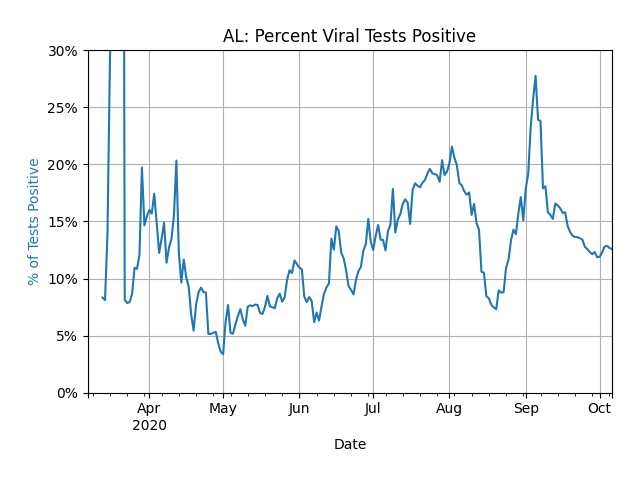 AL: Percent Viral Tests Positive
30%
25%
20%
15%
10%
5%
0%
% of Tests Positive
Apr May Jun Jul Aug Sep Oct
2020
Date